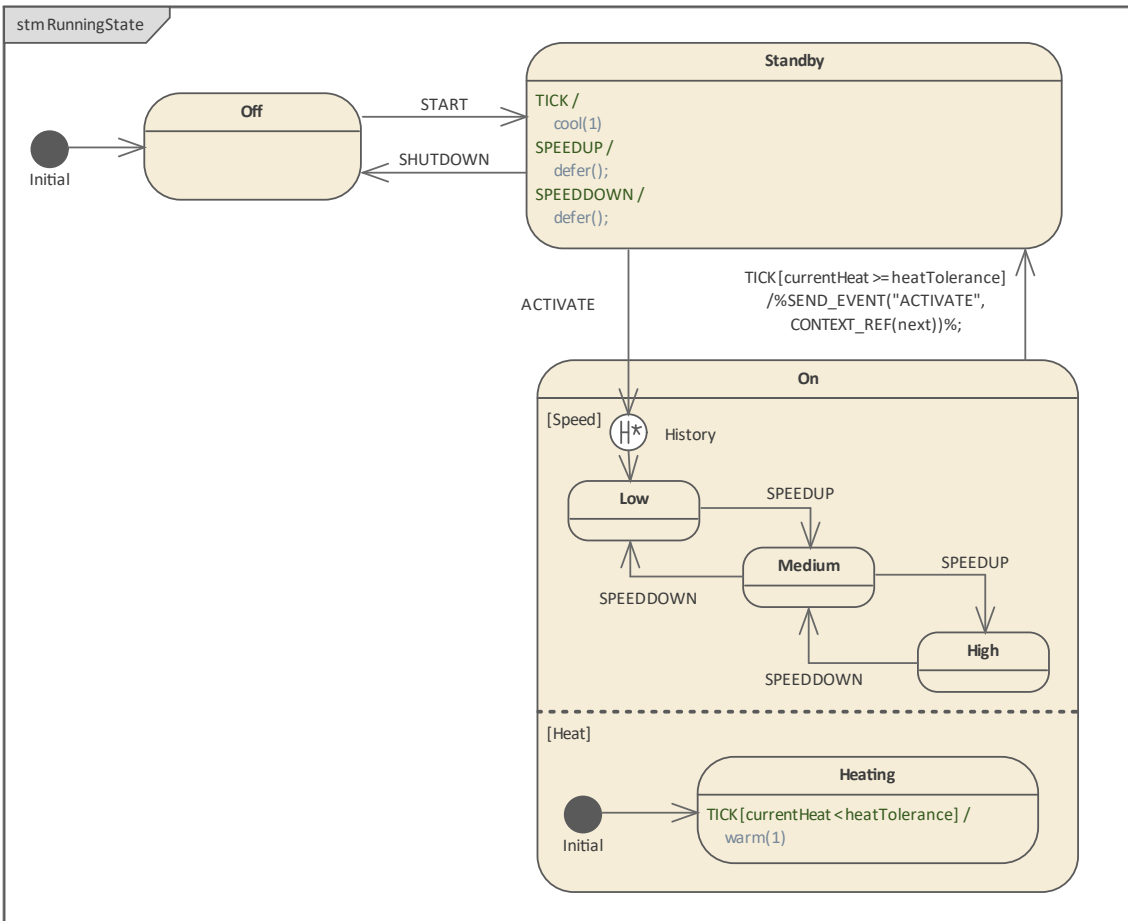 stm RunningState
Standby
Off
START
TICK /
cool(1)
SPEEDUP /
defer();
SPEEDDOWN /
defer();
SHUTDOWN
Initial
ACTIVATE
TICK [currentHeat >= heatTolerance]
/%SEND_EVENT("ACTIVATE",
CONTEXT_REF(next))%;
On
[Speed]
H*
History
Low
SPEEDUP
Medium
SPEEDUP
SPEEDDOWN
High
SPEEDDOWN
[Heat]
Heating
TICK [currentHeat < heatTolerance] /
warm(1)
Initial